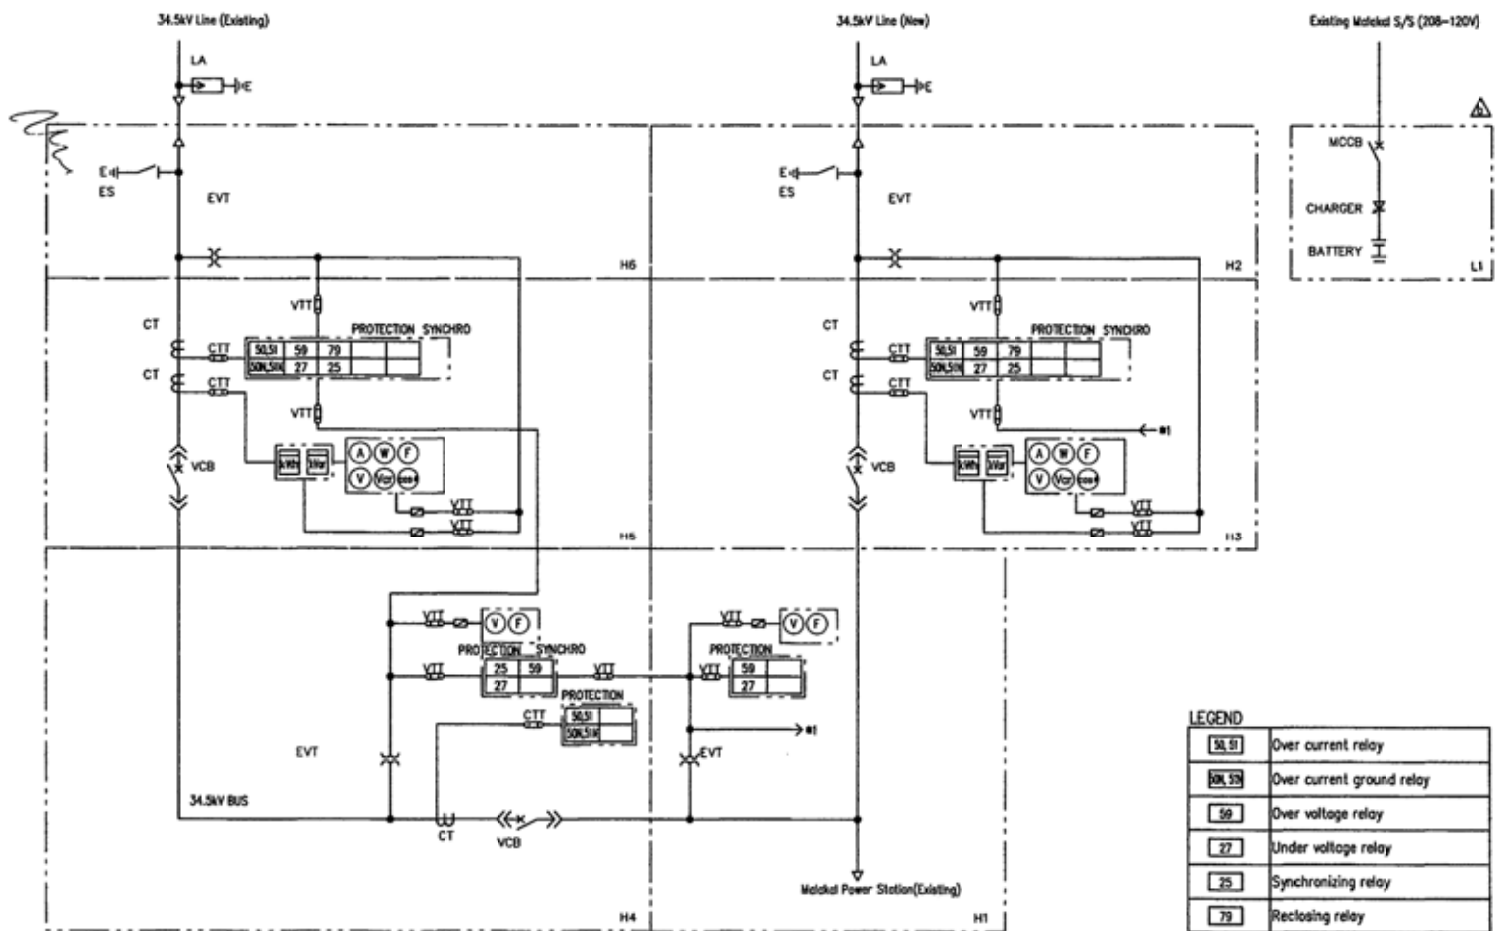 34.5kV Line (Existing)
34.5kV Line (New)
Existing Malakal S/S (208-120V)
LA
E
LA
E
E
ES
EVT
E
ES
EVT
MCCB
CHARGER
BATTERY
H6
H2
L1
VTT
VTT
CT
PROTECTION SYNCHRO
CT
PROTECTION SYNCHRO
CTT
50,51 59 79
CTT
50,51 59 79
50N,51N 27 25
50N,51N 27 25
CT
CTT
CT
CTT
VTT
VTT
#1
A W F
A W F
VCB
kWh kVar
VCB
kWh kVar
V Var cosϕ
V Var cosϕ
VTT
VTT
VTT
VTT
H5
H3
VTT
V F
VTT
V F
PROTECTION SYNCHRO
PROTECTION
VTT
25 59
VTT
VTT
59
27
27
PROTECTION
CTT
50,51
50N,51N
#1
EVT
EVT
34.5kV BUS
CT
VCB
Malakal Power Station(Existing)
H4
H1
LEGEND
50, 51 Over current relay
50N, 51N Over current ground relay
59 Over voltage relay
27 Under voltage relay
25 Synchronizing relay
79 Reclosing relay